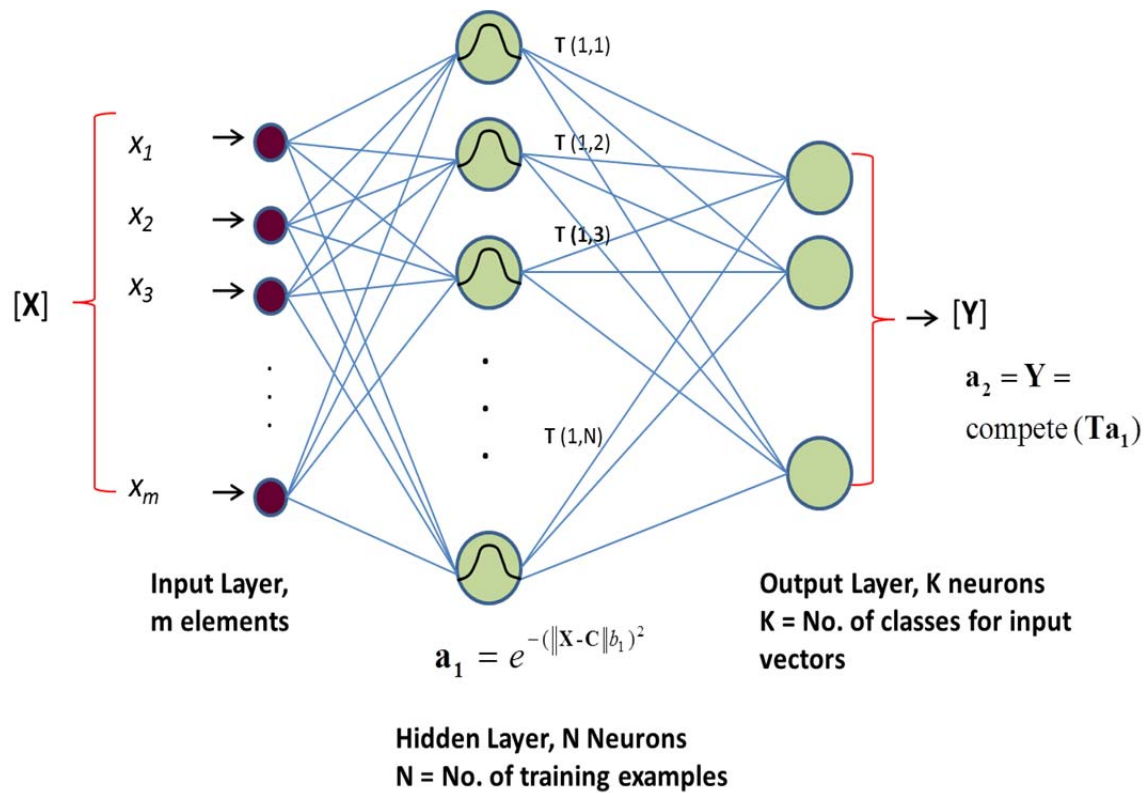 T (1,1)
x1
T (1,2)
x2
T (1,3)
x3
[X]
[Y]
a2 = Y =
compete (Ta1)
T (1,N)
xm
Input Layer,
m elements
Output Layer, K neurons
K = No. of classes for input
vectors
a1 = e^-(‖X-C‖b1)^2
Hidden Layer, N Neurons
N = No. of training examples